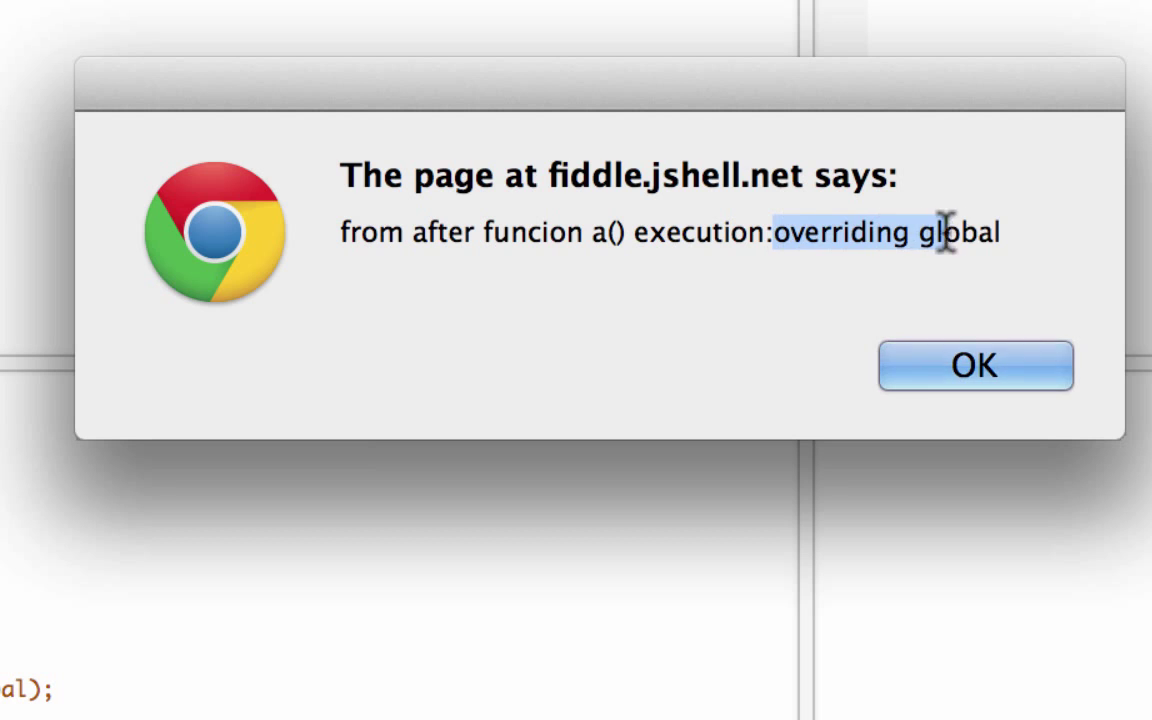 The page at fiddle.jshell.net says:
from after funcion a() execution:overriding global
OK
al);